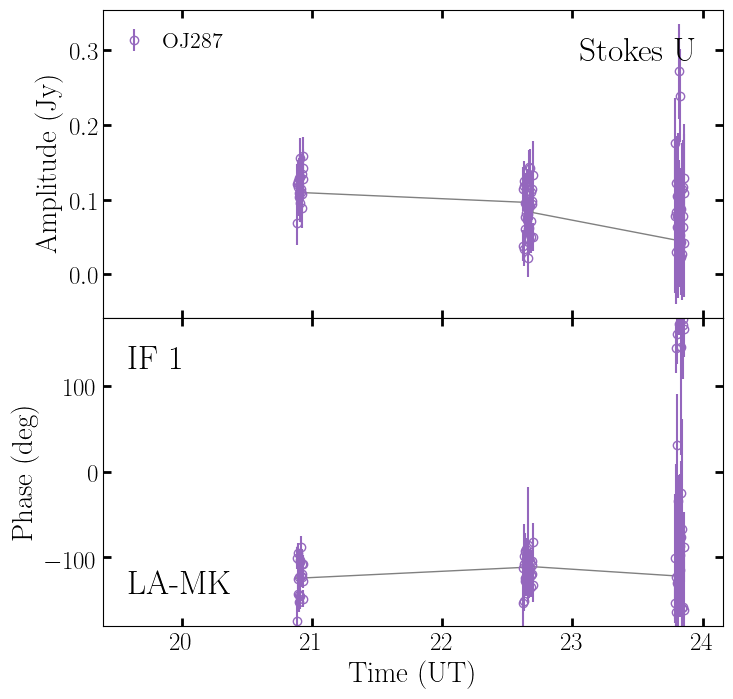 OJ287
Stokes U
0.3
0.2
0.1
0.0
Amplitude (Jy)
IF 1
100
0
−100
Phase (deg)
LA-MK
20 21 22 23 24
Time (UT)